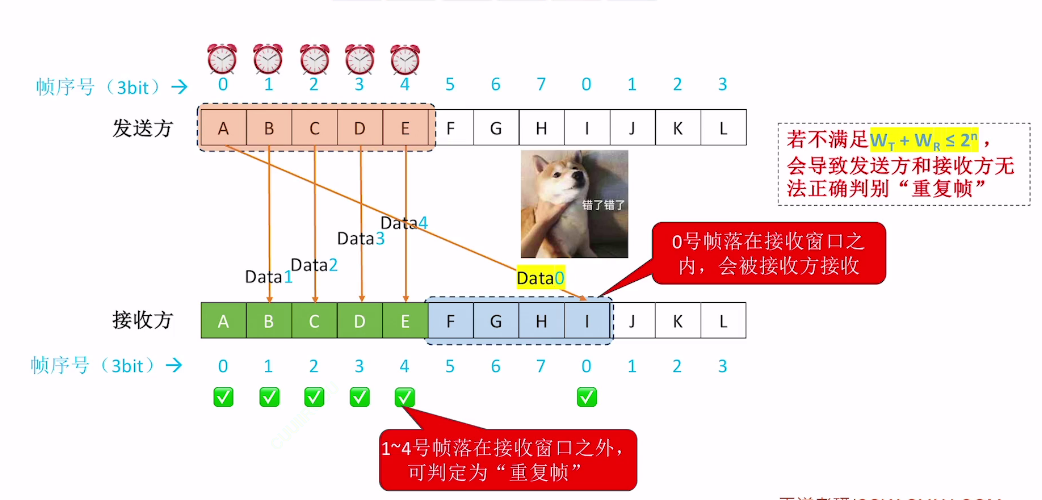 帧序号（3bit）→ 0 1 2 3 4 5 6 7 0 1 2 3
发送方 A B C D E F G H I J K L
若不满足W_T + W_R ≤ 2ⁿ，
会导致发送方和接收方无
法正确判别“重复帧”
错了错了
Data4
Data3
Data2
Data1
Data0
0号帧落在接收窗口之
内，会被接收方接收
接收方 A B C D E F G H I J K L
帧序号（3bit）→ 0 1 2 3 4 5 6 7 0 1 2 3
1~4号帧落在接收窗口之外，
可判定为“重复帧”